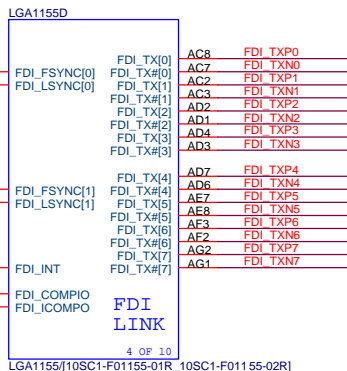 LGA1155D
FDI_TX[0] AC8 FDI_TXP0
FDI_FSYNC[0] FDI_TX#[0] AC7 FDI_TXN0
FDI_LSYNC[0] FDI_TX[1] AC2 FDI_TXP1
FDI_TX#[1] AC3 FDI_TXN1
FDI_TX[2] AD2 FDI_TXP2
FDI_TX#[2] AD1 FDI_TXN2
FDI_TX[3] AD4 FDI_TXP3
FDI_TX#[3] AD3 FDI_TXN3
FDI_TX[4] AD7 FDI_TXP4
FDI_FSYNC[1] FDI_TX#[4] AD6 FDI_TXN4
FDI_LSYNC[1] FDI_TX[5] AE7 FDI_TXP5
FDI_TX#[5] AE8 FDI_TXN5
FDI_TX[6] AF3 FDI_TXP6
FDI_TX#[6] AF2 FDI_TXN6
FDI_TX[7] AG2 FDI_TXP7
FDI_INT FDI_TX#[7] AG1 FDI_TXN7
FDI_COMPIO
FDI_ICOMPO
FDI
LINK
4 OF 10
LGA1155/[10SC1-F01155-01R_10SC1-F01155-02R]